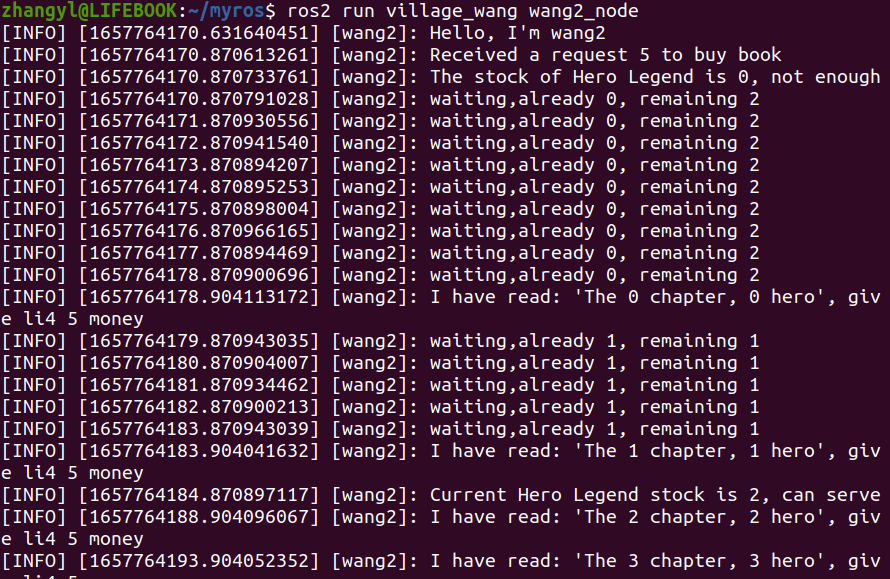 zhangyl@LIFEBOOK:~/myros$ ros2 run village_wang wang2_node
[INFO] [1657764170.631640451] [wang2]: Hello, I'm wang2
[INFO] [1657764170.870613261] [wang2]: Received a request 5 to buy book
[INFO] [1657764170.870733761] [wang2]: The stock of Hero Legend is 0, not enough
[INFO] [1657764170.870791028] [wang2]: waiting,already 0, remaining 2
[INFO] [1657764171.870930556] [wang2]: waiting,already 0, remaining 2
[INFO] [1657764172.870941540] [wang2]: waiting,already 0, remaining 2
[INFO] [1657764173.870894207] [wang2]: waiting,already 0, remaining 2
[INFO] [1657764174.870895253] [wang2]: waiting,already 0, remaining 2
[INFO] [1657764175.870898004] [wang2]: waiting,already 0, remaining 2
[INFO] [1657764176.870966165] [wang2]: waiting,already 0, remaining 2
[INFO] [1657764177.870894469] [wang2]: waiting,already 0, remaining 2
[INFO] [1657764178.870900696] [wang2]: waiting,already 0, remaining 2
[INFO] [1657764178.904113172] [wang2]: I have read: 'The 0 chapter, 0 hero', giv
e li4 5 money
[INFO] [1657764179.870943035] [wang2]: waiting,already 1, remaining 1
[INFO] [1657764180.870904007] [wang2]: waiting,already 1, remaining 1
[INFO] [1657764181.870934462] [wang2]: waiting,already 1, remaining 1
[INFO] [1657764182.870900213] [wang2]: waiting,already 1, remaining 1
[INFO] [1657764183.870943039] [wang2]: waiting,already 1, remaining 1
[INFO] [1657764183.904041632] [wang2]: I have read: 'The 1 chapter, 1 hero', giv
e li4 5 money
[INFO] [1657764184.870897117] [wang2]: Current Hero Legend stock is 2, can serve
[INFO] [1657764188.904096067] [wang2]: I have read: 'The 2 chapter, 2 hero', giv
e li4 5 money
[INFO] [1657764193.904052352] [wang2]: I have read: 'The 3 chapter, 3 hero', giv